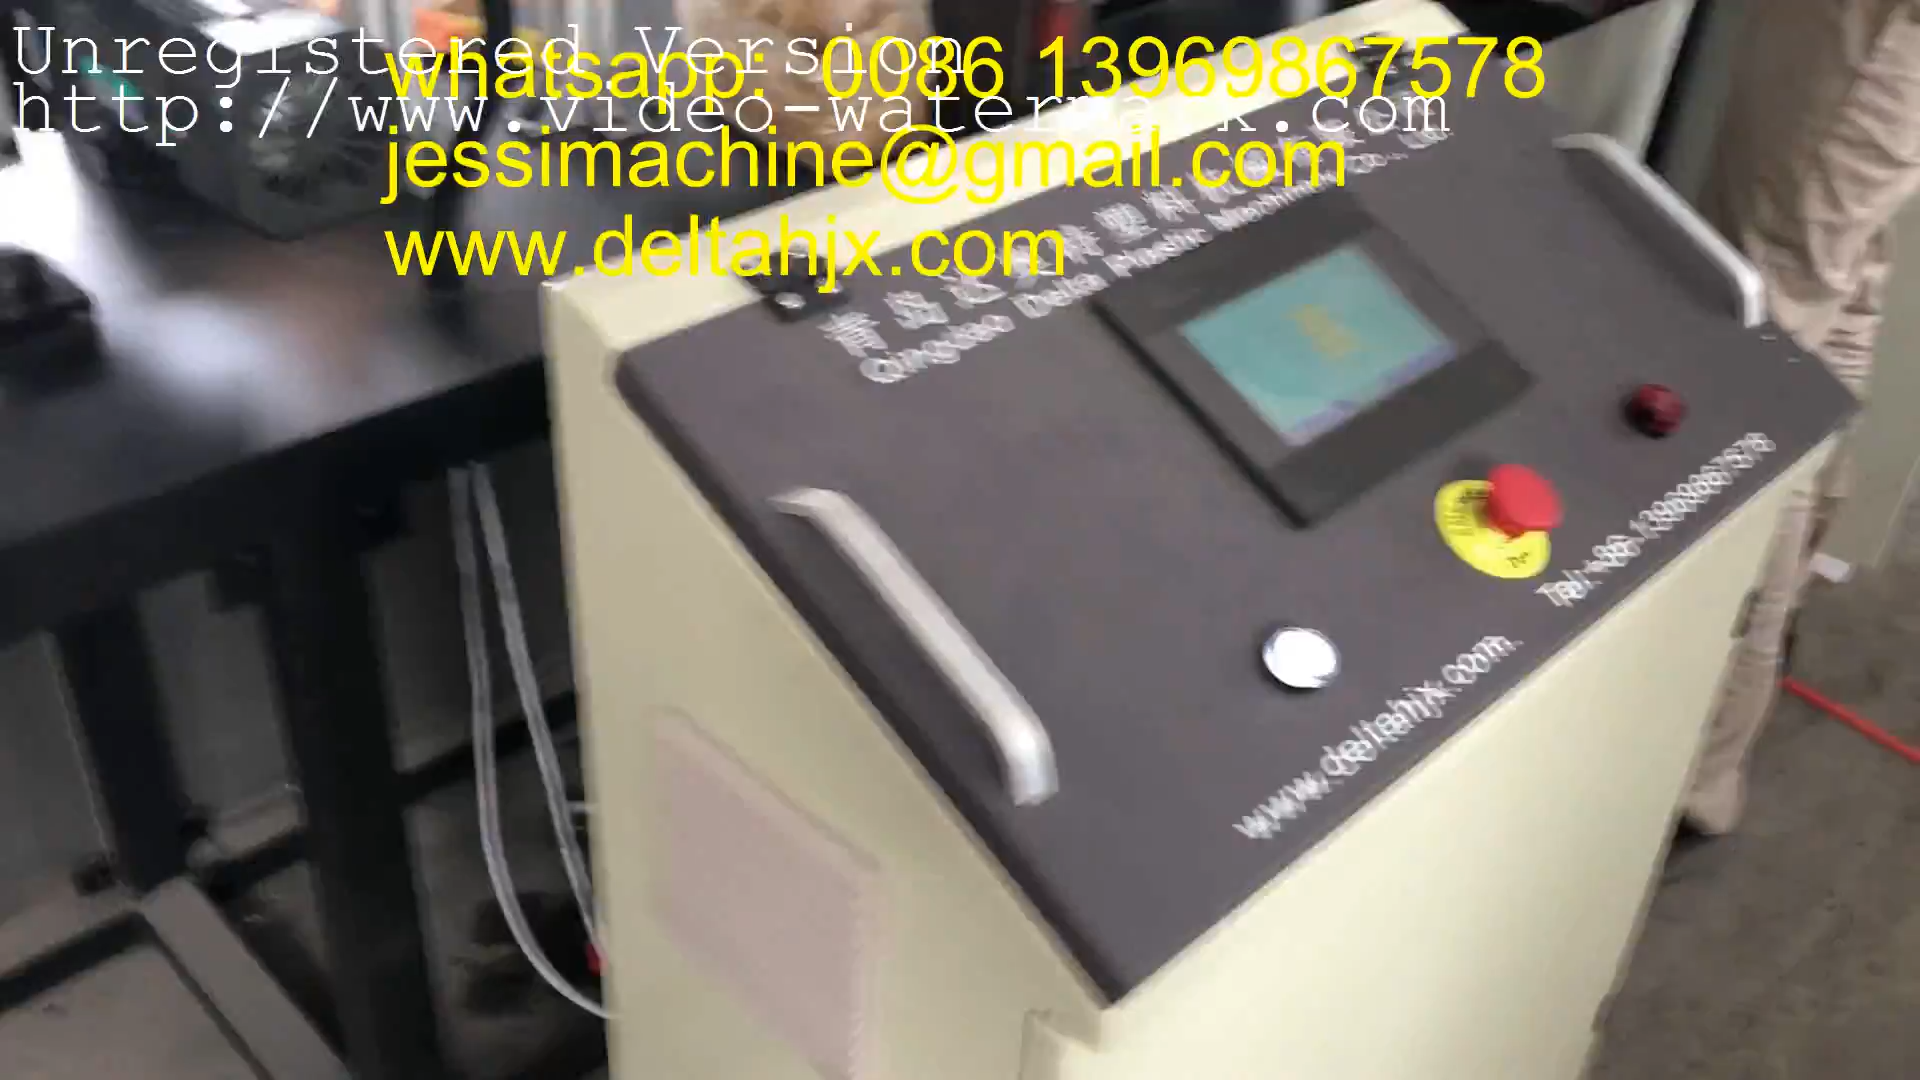 Unregistered Version
http://www.video-watermark.com
whatsapp: 0086 13969867578
jessimachine@gmail.com
www.deltahjx.com
Qingdao Delta Plastic Machinery Co., Ltd
Tel:+86-13969867578
www.deltahjx.com